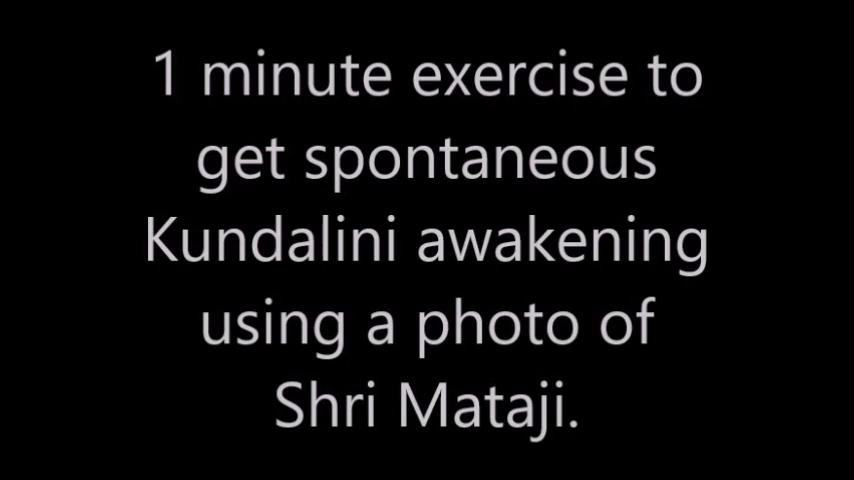 1 minute exercise to
get spontaneous
Kundalini awakening
using a photo of
Shri Mataji.